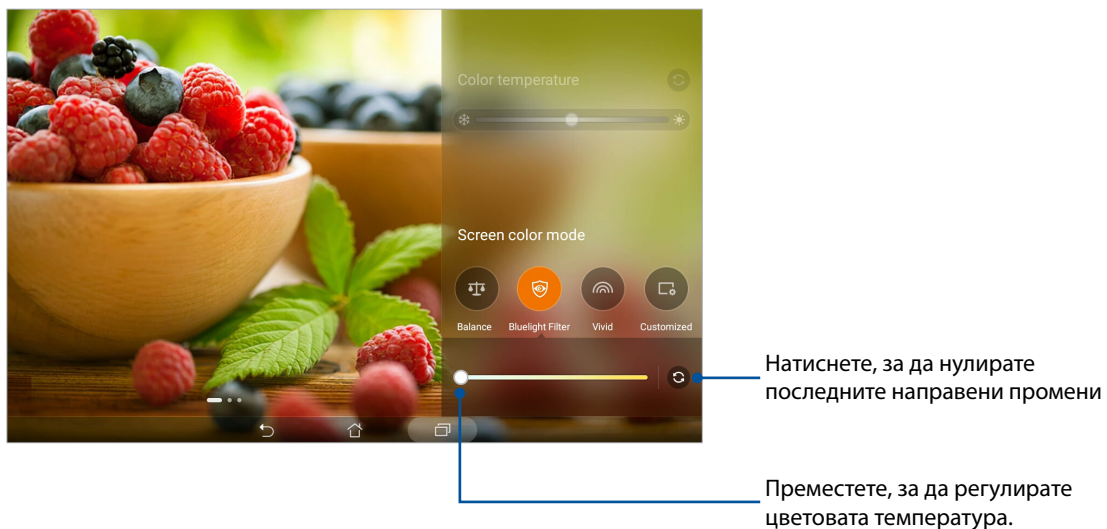 Color temperature
Screen color mode
Balance Bluelight Filter Vivid Customized
Натиснете, за да нулирате
последните направени промени
Преместете, за да регулирате
цветовата температура.